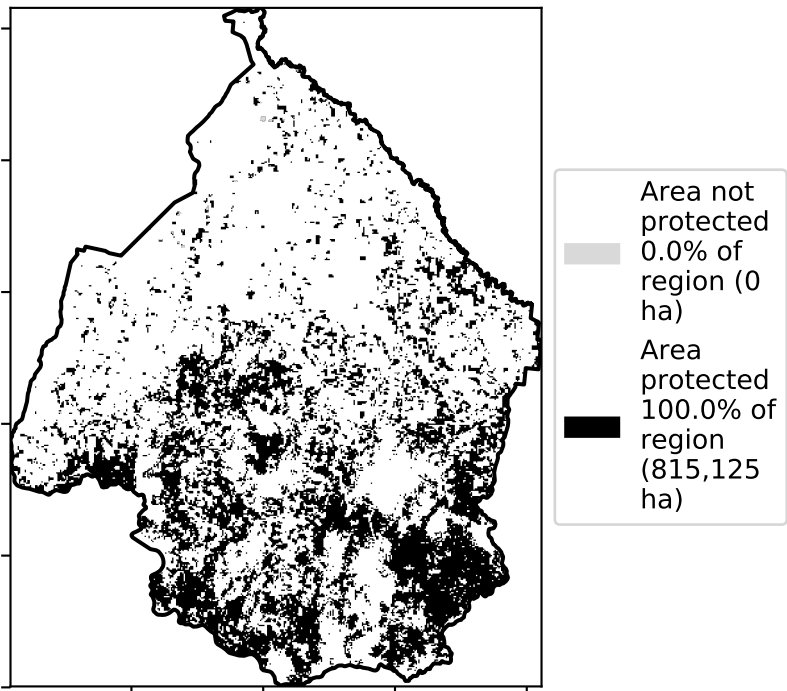 Area not
protected
0.0% of
region (0
ha)
Area
protected
100.0% of
region
(815,125
ha)